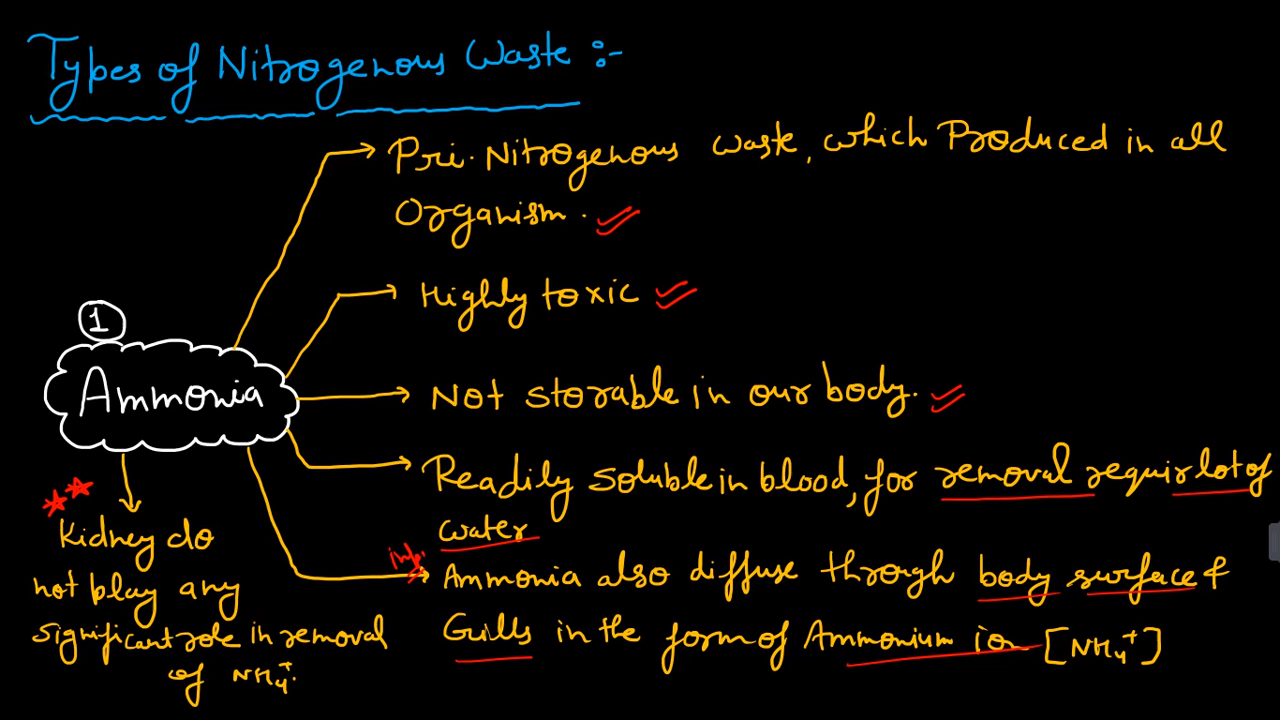 Types of Nitrogenous Waste :-
Pri. Nitrogenous waste, which Produced in all
Organism.
Highly toxic
1
Ammonia
Not storable in our body.
Readily soluble in blood, for removal requir lot of
water
imp.
Ammonia also diffuse through body surface &
Gills in the form of Ammonium ion [NH₄⁺]
Kidney do
not play any
significant role in removal
of NH₄⁺.